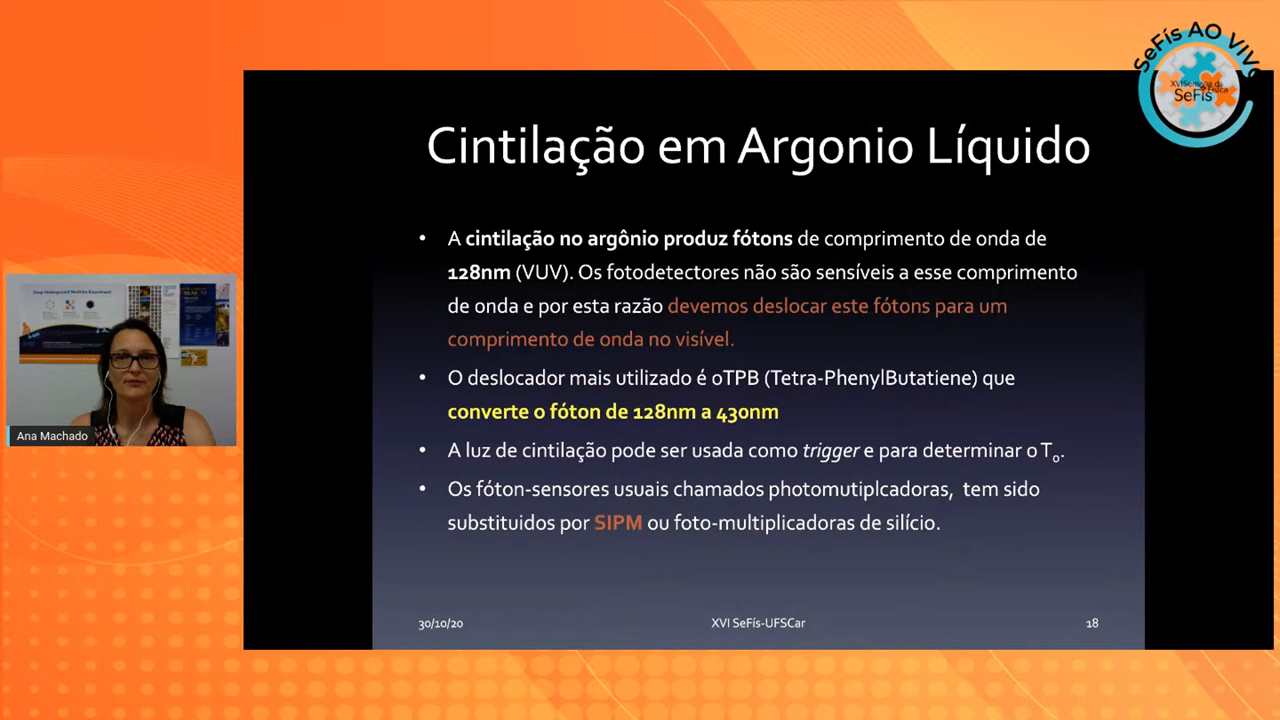 SeFís AO VIVO
XVI Semana da
Física
SeFís
Cintilação em Argonio Líquido
• A cintilação no argônio produz fótons de comprimento de onda de
128nm (VUV). Os fotodetectores não são sensíveis a esse comprimento
de onda e por esta razão devemos deslocar este fótons para um
comprimento de onda no visível.
• O deslocador mais utilizado é oTPB (Tetra-PhenylButatiene) que
converte o fóton de 128nm a 430nm
• A luz de cintilação pode ser usada como trigger e para determinar o T0.
• Os fóton-sensores usuais chamados photomutiplcadoras, tem sido
substituidos por SIPM ou foto-multiplicadoras de silício.
Ana Machado
30/10/20
XVI SeFís-UFSCar
18